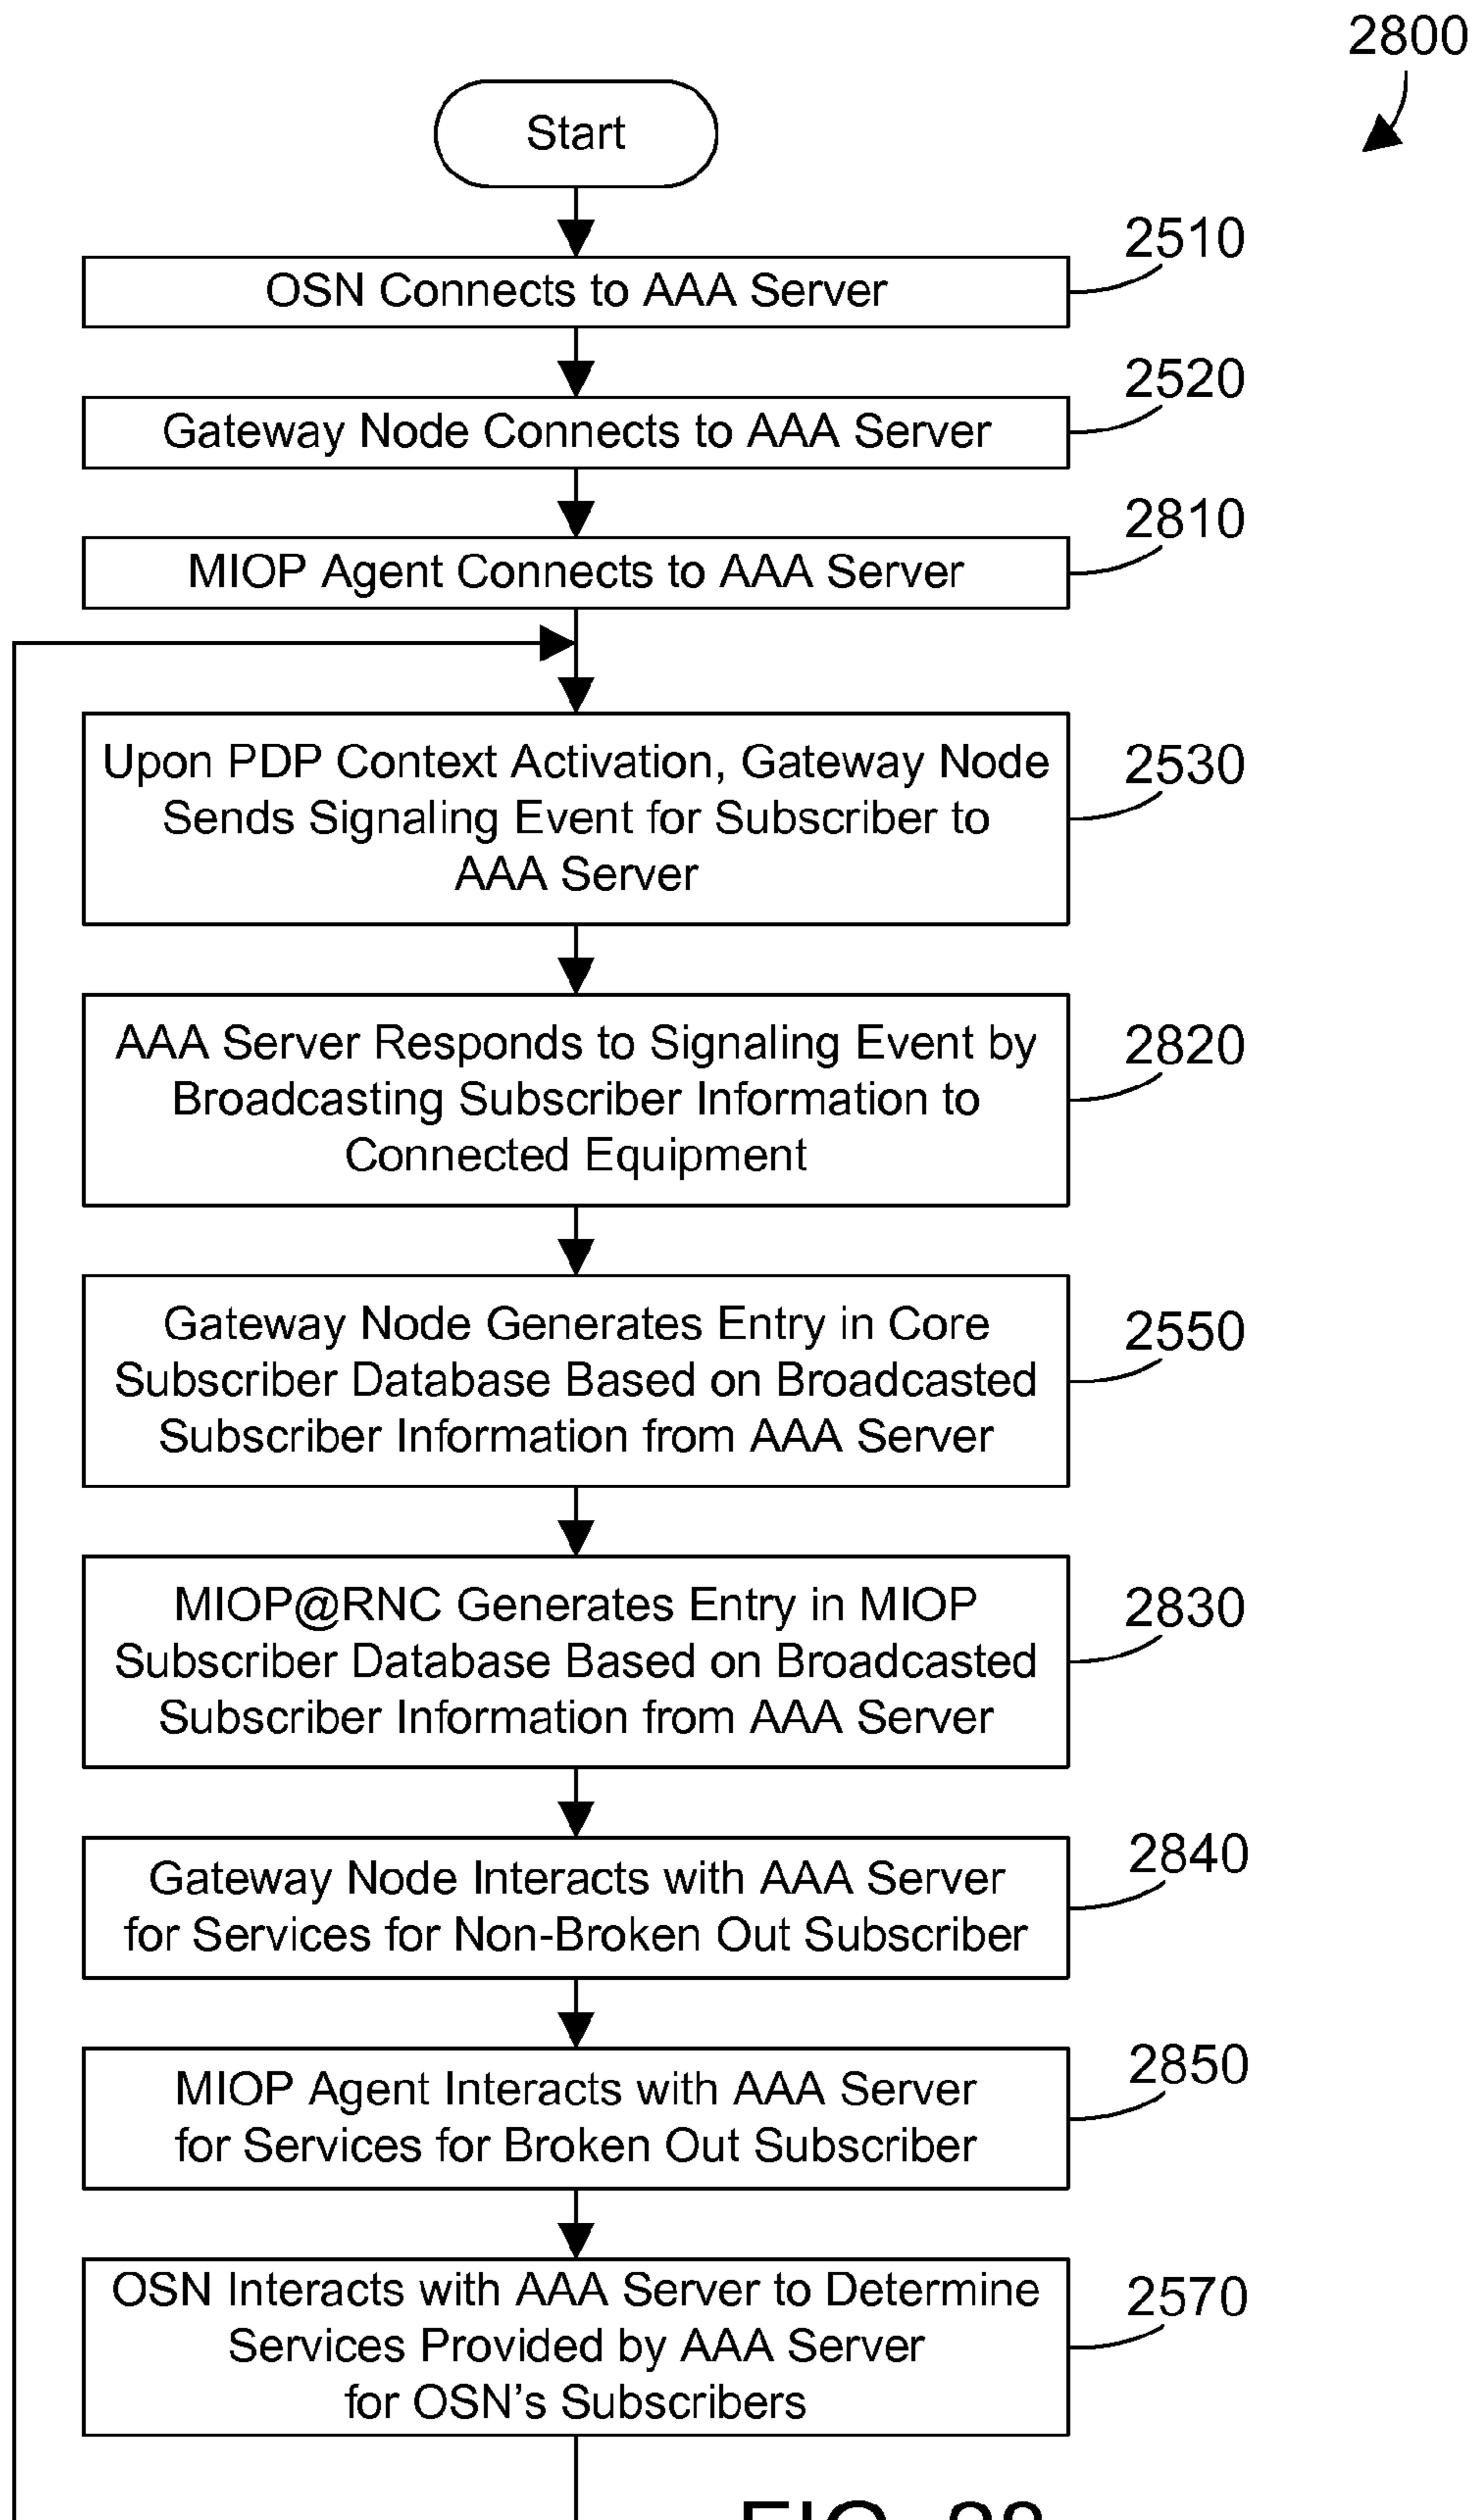 2800
Start
OSN Connects to AAA Server
2510
Gateway Node Connects to AAA Server
2520
MIOP Agent Connects to AAA Server
2810
Upon PDP Context Activation, Gateway Node
Sends Signaling Event for Subscriber to
AAA Server
2530
AAA Server Responds to Signaling Event by
Broadcasting Subscriber Information to
Connected Equipment
2820
Gateway Node Generates Entry in Core
Subscriber Database Based on Broadcasted
Subscriber Information from AAA Server
2550
MIOP@RNC Generates Entry in MIOP
Subscriber Database Based on Broadcasted
Subscriber Information from AAA Server
2830
Gateway Node Interacts with AAA Server
for Services for Non-Broken Out Subscriber
2840
MIOP Agent Interacts with AAA Server
for Services for Broken Out Subscriber
2850
OSN Interacts with AAA Server to Determine
Services Provided by AAA Server
for OSN's Subscribers
2570